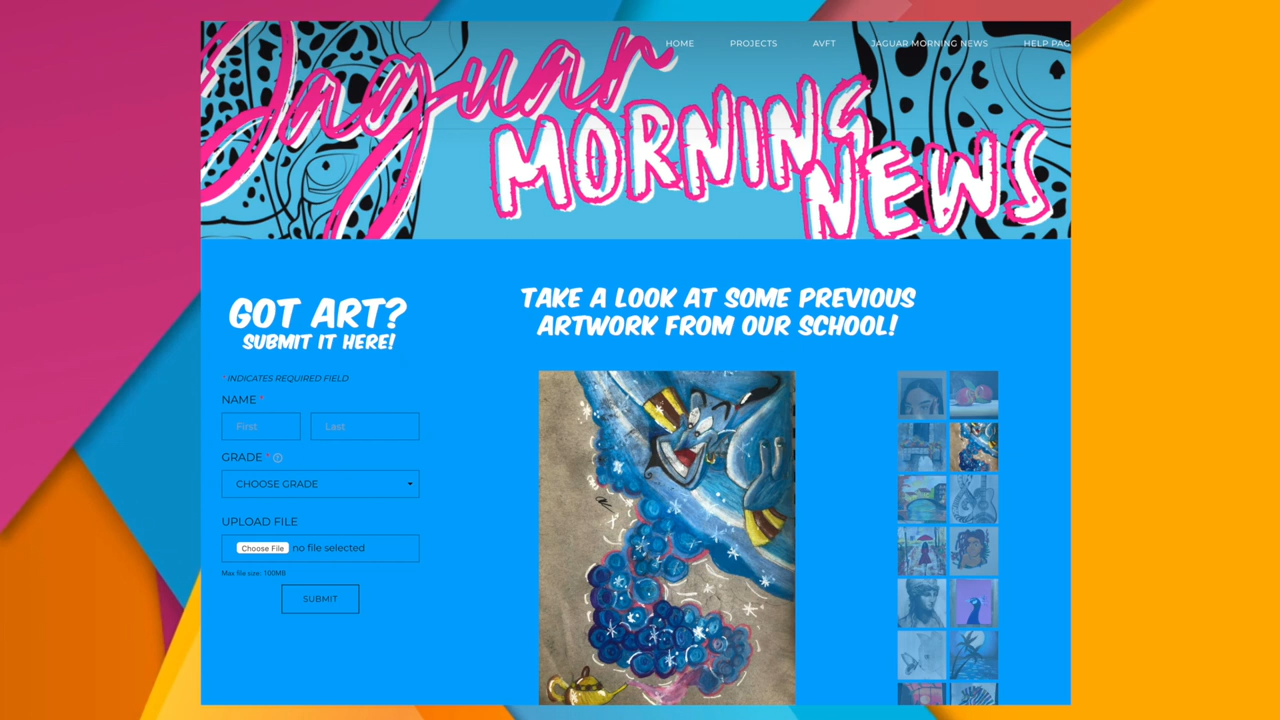 HOME PROJECTS AVFT JAGUAR MORNING NEWS HELP PAG
Jaguar
MORNING
NEWS
GOT ART?
SUBMIT IT HERE!
* INDICATES REQUIRED FIELD
NAME *
First Last
GRADE *
CHOOSE GRADE
UPLOAD FILE
Choose File no file selected
Max file size: 100MB
SUBMIT
TAKE A LOOK AT SOME PREVIOUS
ARTWORK FROM OUR SCHOOL!